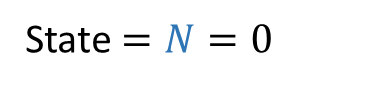 State = N = 0